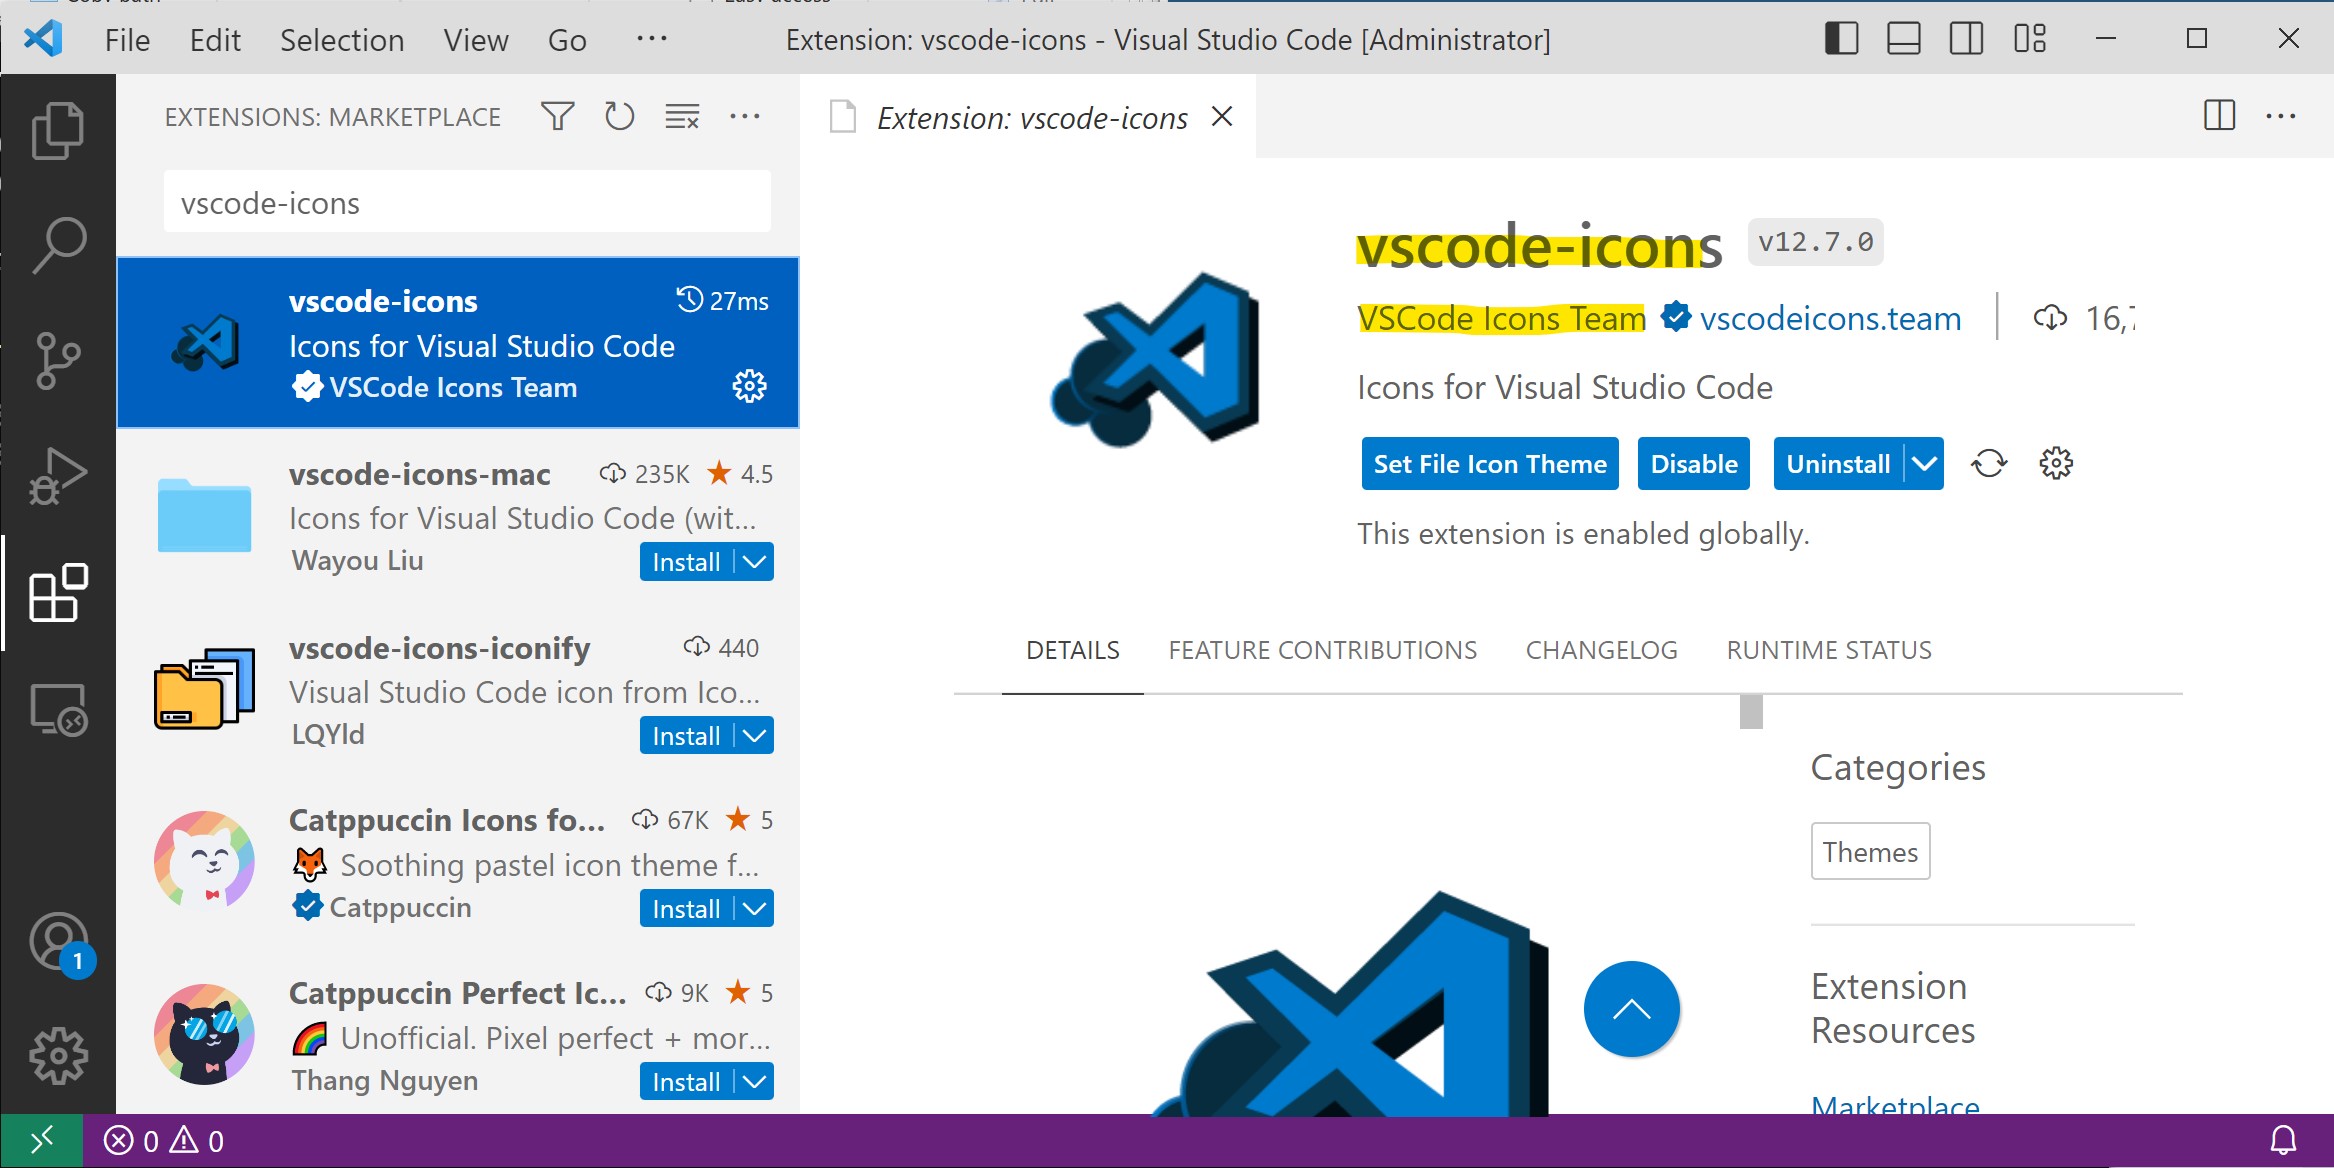 File Edit Selection View Go ··· Extension: vscode-icons - Visual Studio Code [Administrator]
EXTENSIONS: MARKETPLACE
vscode-icons
vscode-icons 27ms
Icons for Visual Studio Code
VSCode Icons Team
vscode-icons-mac 235K ★ 4.5
Icons for Visual Studio Code (wit...
Wayou Liu Install
vscode-icons-iconify 440
Visual Studio Code icon from Ico...
LQYld Install
Catppuccin Icons fo... 67K ★ 5
🦊 Soothing pastel icon theme f...
Catppuccin Install
Catppuccin Perfect Ic... 9K ★ 5
🌈 Unofficial. Pixel perfect + mor...
Thang Nguyen Install
1
Extension: vscode-icons
vscode-icons v12.7.0
VSCode Icons Team vscodeicons.team | 16,7
Icons for Visual Studio Code
Set File Icon Theme Disable Uninstall
This extension is enabled globally.
DETAILS FEATURE CONTRIBUTIONS CHANGELOG RUNTIME STATUS
Categories
Themes
Extension
Resources
Marketplace
0 0